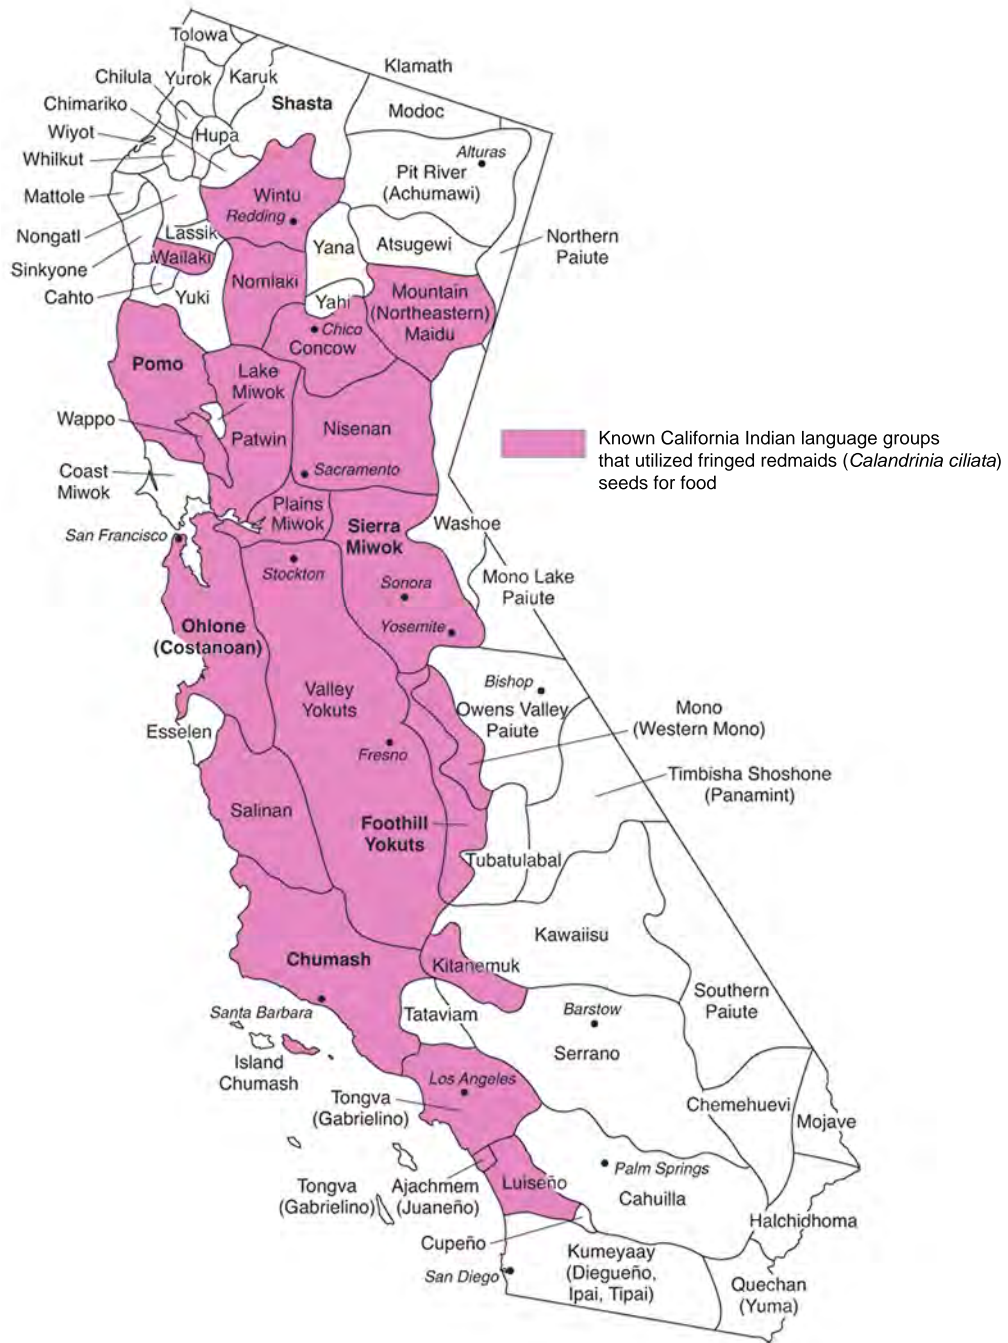 Tolowa
Klamath
Chilula
Yurok
Karuk
Chimariko
Shasta
Modoc
Wiyot
Hupa
Whilkut
Alturas
Pit River
(Achumawi)
Mattole
Wintu
Redding
Nongatl
Lassik
Yana
Atsugewi
Northern
Paiute
Wailaki
Sinkyone
Nomlaki
Cahto
Yuki
Yahi
Mountain
(Northeastern)
Maidu
Chico
Concow
Pomo
Lake
Miwok
Wappo
Patwin
Nisenan
Known California Indian language groups
that utilized fringed redmaids (Calandrinia ciliata)
seeds for food
Coast
Miwok
Sacramento
Plains
Miwok
Sierra
Miwok
Washoe
San Francisco
Stockton
Sonora
Mono Lake
Paiute
Yosemite
Ohlone
(Costanoan)
Valley
Yokuts
Bishop
Owens Valley
Paiute
Mono
(Western Mono)
Esselen
Fresno
Timbisha Shoshone
(Panamint)
Salinan
Foothill
Yokuts
Tubatulabal
Kawaiisu
Chumash
Kitanemuk
Southern
Paiute
Santa Barbara
Tataviam
Barstow
Serrano
Island
Chumash
Los Angeles
Tongva
(Gabrielino)
Chemehuevi
Mojave
Palm Springs
Cahuilla
Tongva
(Gabrielino)
Ajachmem
(Juaneño)
Luiseño
Halchidhoma
Cupeño
Kumeyaay
(Diegueño,
Ipai, Tipai)
San Diego
Quechan
(Yuma)